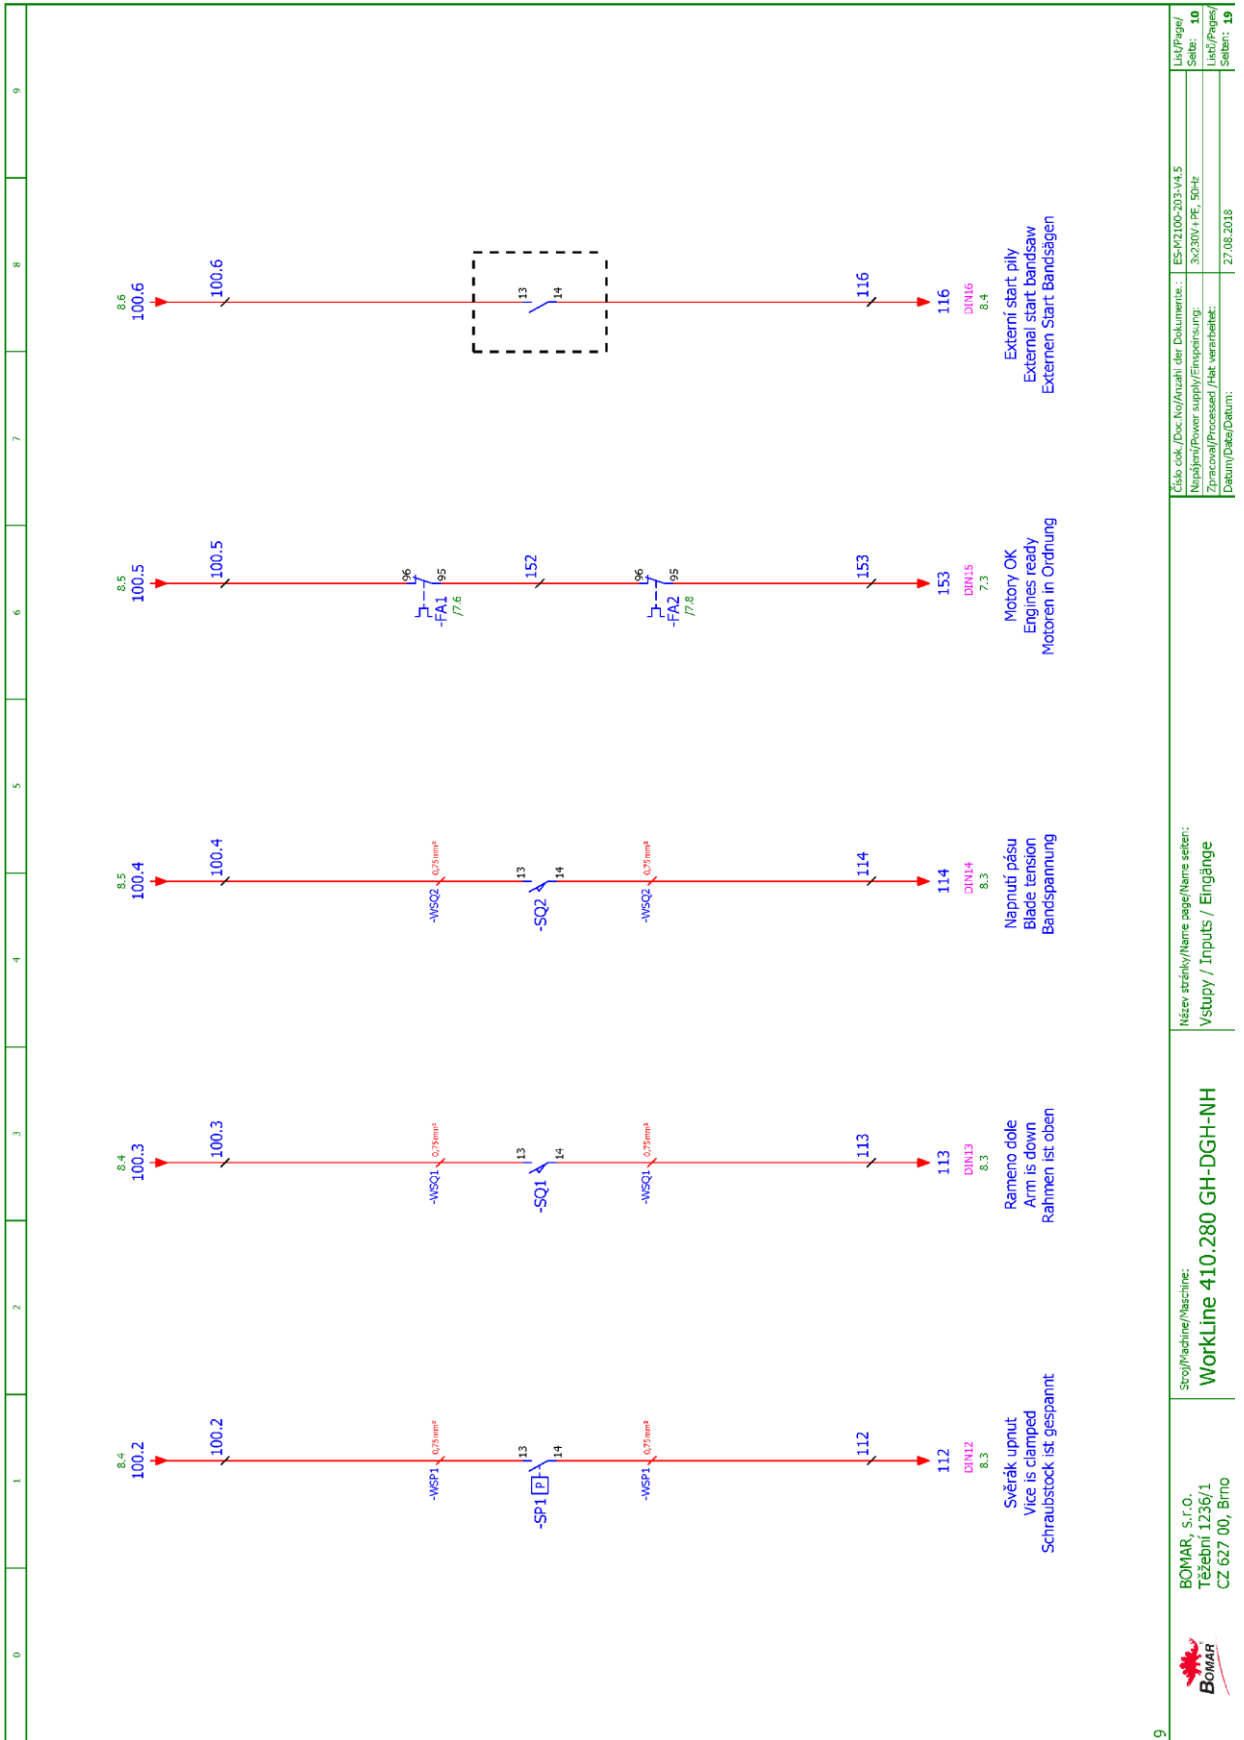 0
1
2
3
4
5
6
7
8
9
8.4
100.2
100.2
-WSP1
0,75mm²
-SP1
P
13
14
-WSP1
0,75mm²
112
112
DIN12
8.3
Svěrák upnut
Vice is clamped
Schraubstock ist gespannt
8.4
100.3
100.3
-WSQ1
0,75mm²
-SQ1
13
14
-WSQ1
0,75mm²
113
113
DIN13
8.3
Rameno dole
Arm is down
Rahmen ist oben
8.5
100.4
100.4
-WSQ2
0,75mm²
-SQ2
13
14
-WSQ2
0,75mm²
114
114
DIN14
8.3
Napnutí pásu
Blade tension
Bandspannung
8.5
100.5
100.5
-FA1
/7.6
96
95
152
-FA2
/7.8
96
95
153
153
DIN15
7.3
Motory OK
Engines ready
Motoren in Ordnung
8.6
100.6
100.6
13
14
116
116
DIN16
8.4
Externí start pily
External start bandsaw
Externen Start Bandsägen
9
BOMAR
BOMAR, s.r.o.
Těžební 1236/1
CZ 627 00, Brno
Stroj/Machine/Maschine:
WorkLine 410.280 GH-DGH-NH
Název stránky/Name page/Name seiten:
Vstupy / Inputs / Eingänge
Číslo dok./Doc.No/Anzahl der Dokumente.:
ES-M2100-203-V4.5
Napájení/Power supply/Einspeisung:
3x230V+PE, 50Hz
Zpracoval/Processed /Hat verarbeitet:
Datum/Date/Datum:
27.08.2018
List/Page/
Seite: 10
Listů/Pages/
Seiten: 19